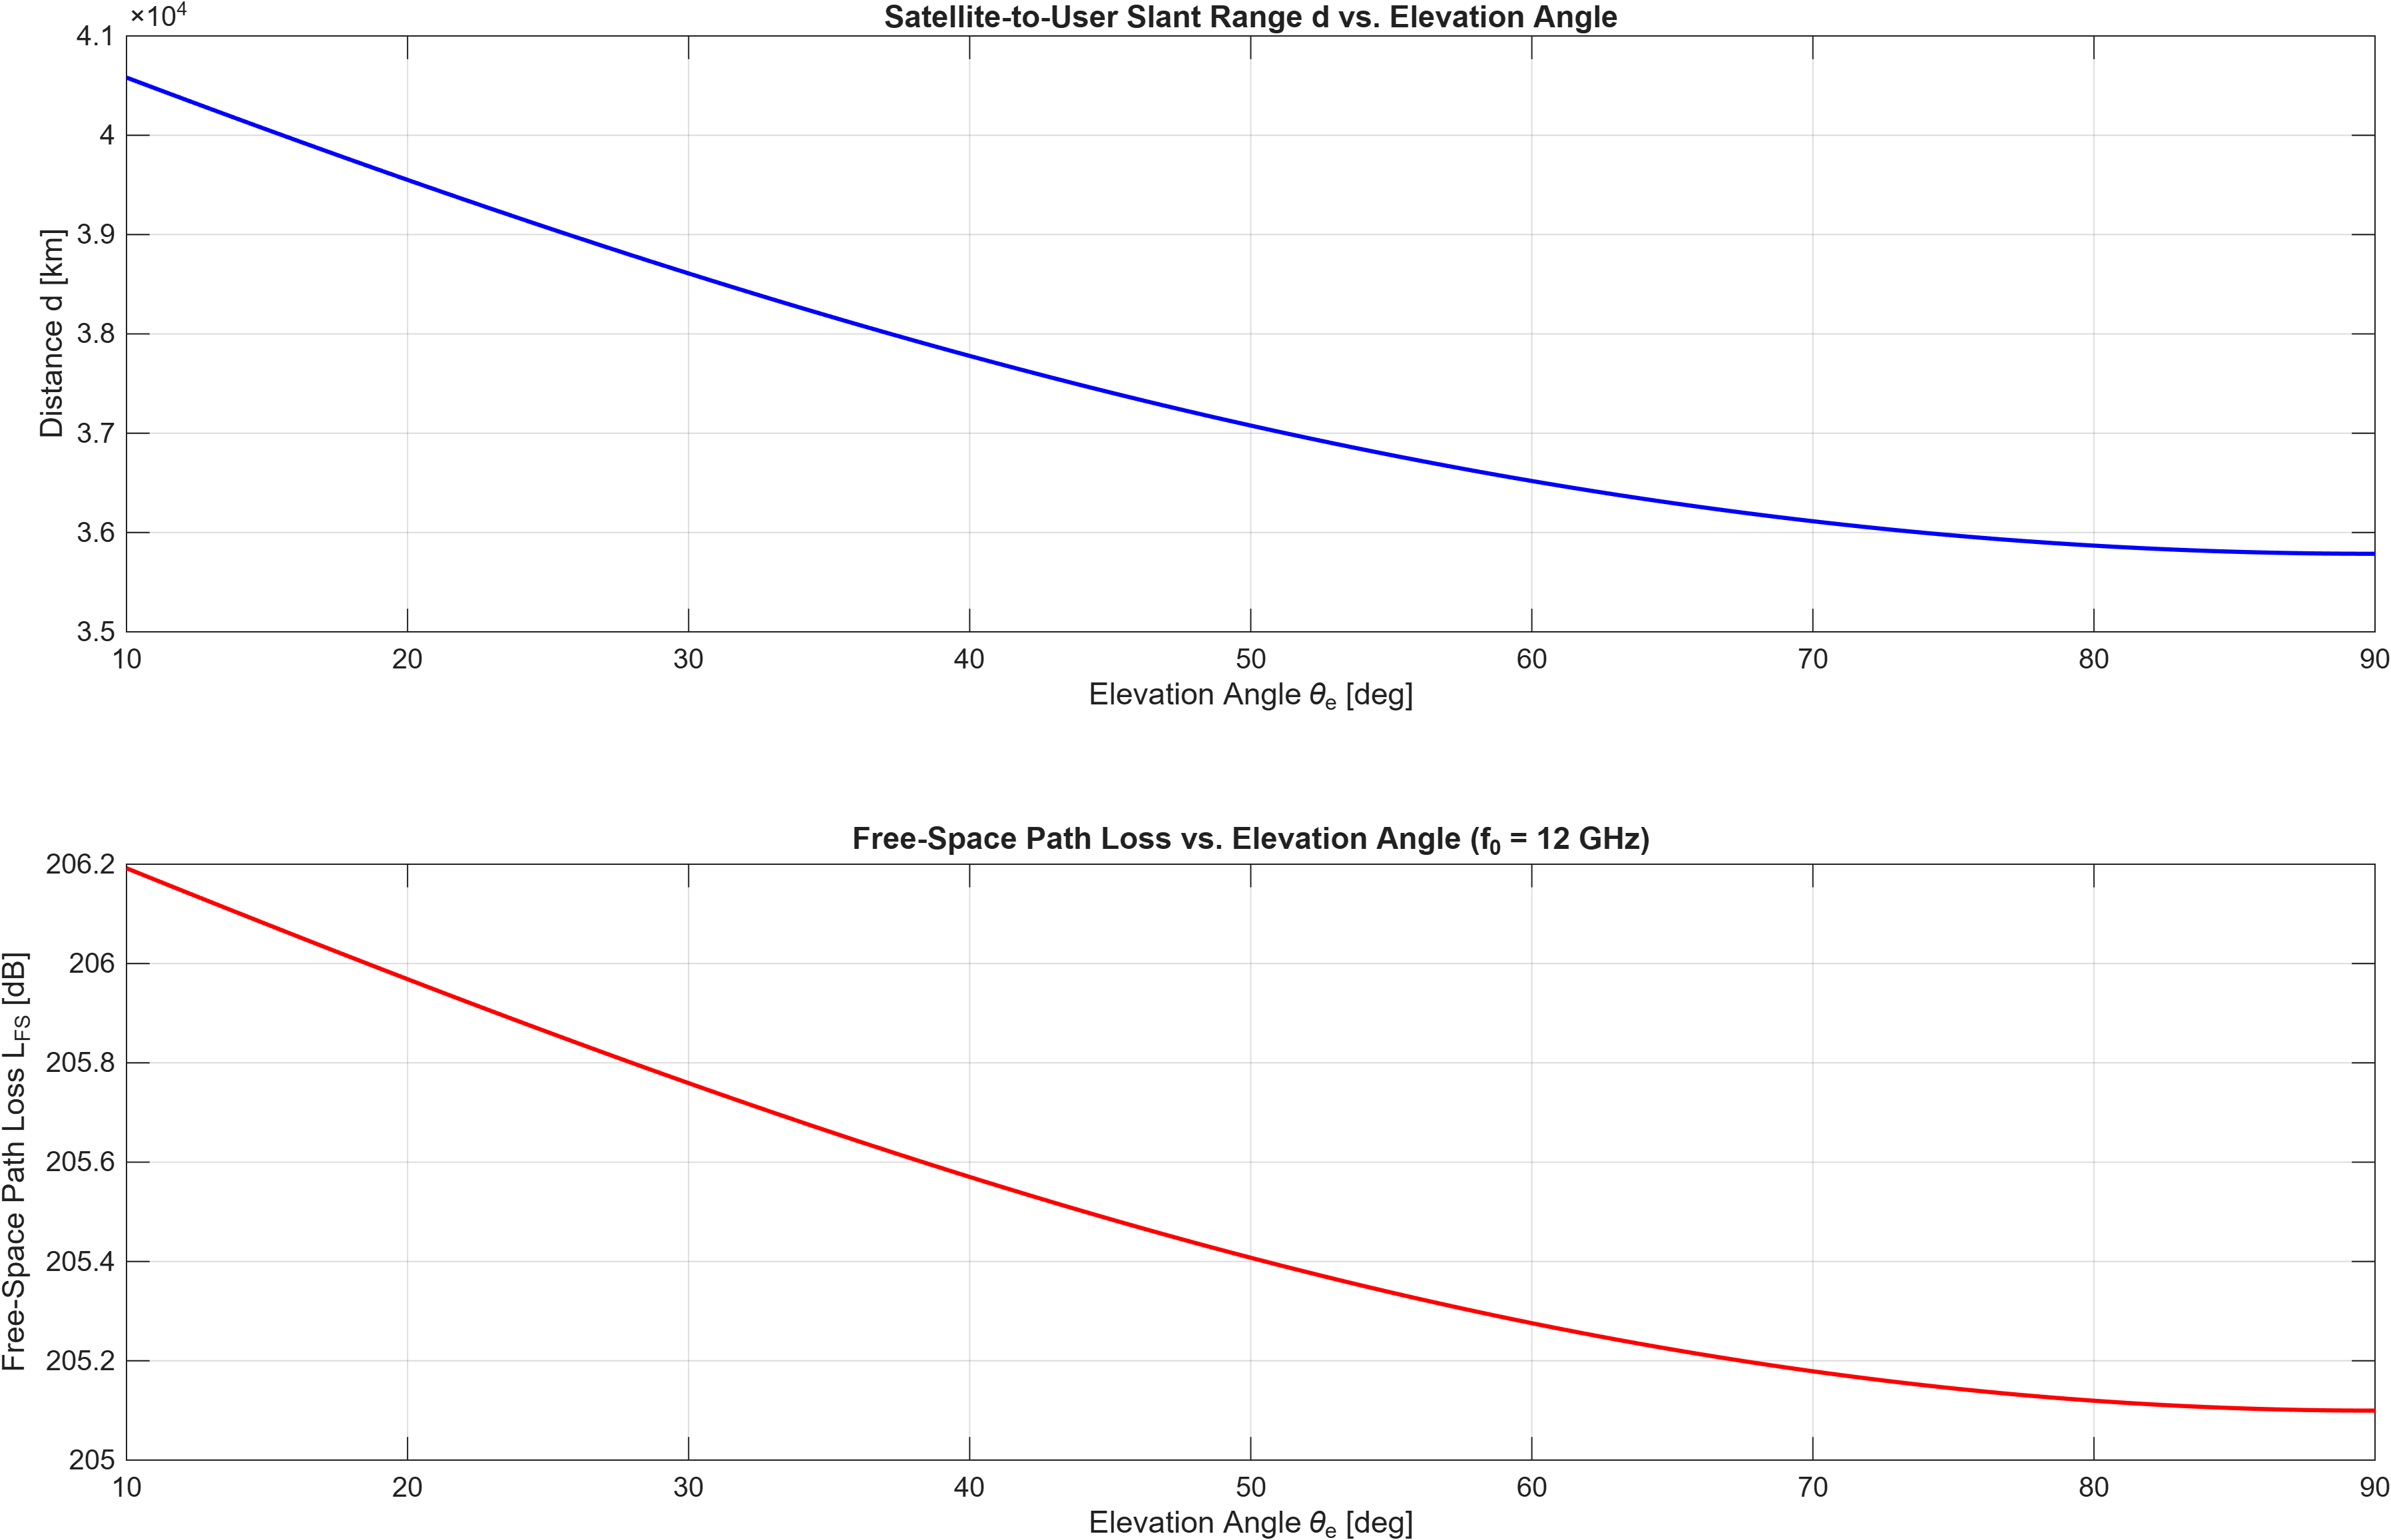 ×10⁴
Satellite-to-User Slant Range d vs. Elevation Angle
4.1
4
3.9
3.8
3.7
3.6
3.5
Distance d [km]
10 20 30 40 50 60 70 80 90
Elevation Angle θₑ [deg]
Free-Space Path Loss vs. Elevation Angle (f₀ = 12 GHz)
206.2
206
205.8
205.6
205.4
205.2
205
Free-Space Path Loss L_FS [dB]
10 20 30 40 50 60 70 80 90
Elevation Angle θₑ [deg]